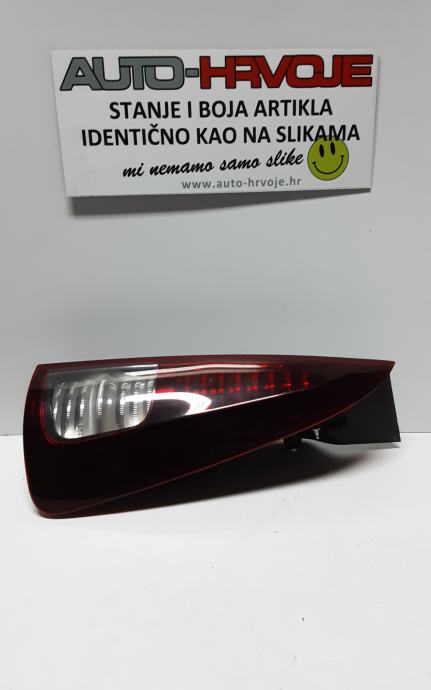 AUTO-HRVOJE
STANJE I BOJA ARTIKLA
IDENTIČNO KAO NA SLIKAMA
mi nemamo samo slike
www.auto-hrvoje.hr